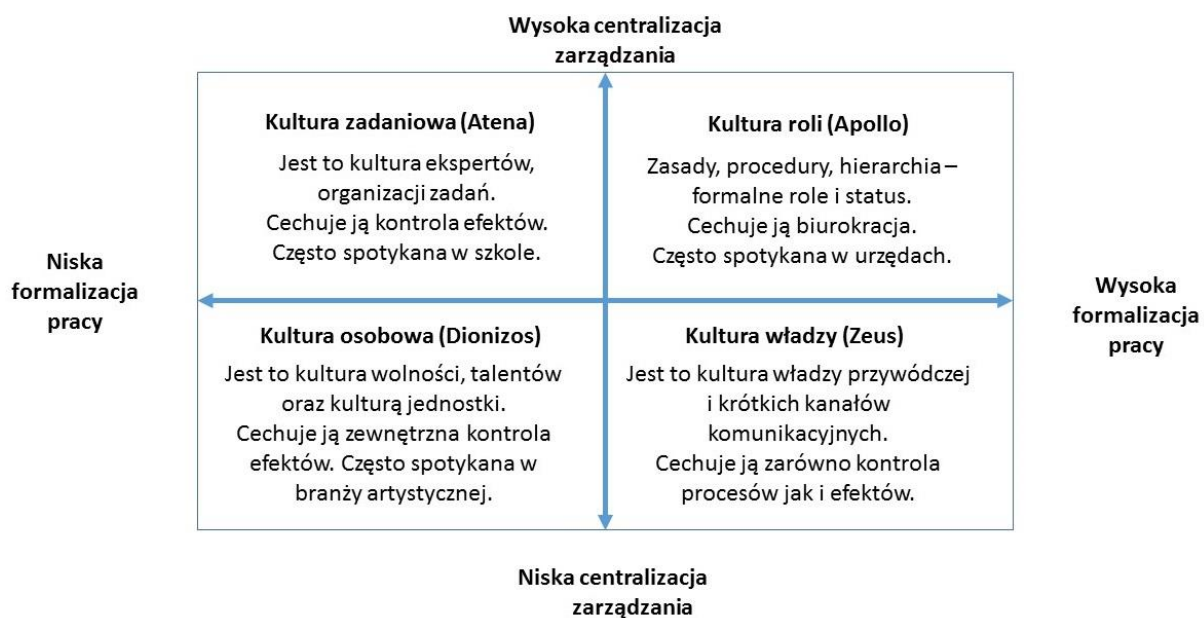 Wysoka centralizacja
zarządzania
Kultura zadaniowa (Atena)
Jest to kultura ekspertów,
organizacji zadań.
Cechuje ją kontrola efektów.
Często spotykana w szkole.
Kultura roli (Apollo)
Zasady, procedury, hierarchia –
formalne role i status.
Cechuje ją biurokracja.
Często spotykana w urzędach.
Niska
formalizacja
pracy
Wysoka
formalizacja
pracy
Kultura osobowa (Dionizos)
Jest to kultura wolności, talentów
oraz kulturą jednostki.
Cechuje ją zewnętrzna kontrola
efektów. Często spotykana w
branży artystycznej.
Kultura władzy (Zeus)
Jest to kultura władzy przywódczej
i krótkich kanałów
komunikacyjnych.
Cechuje ją zarówno kontrola
procesów jak i efektów.
Niska centralizacja
zarządzania